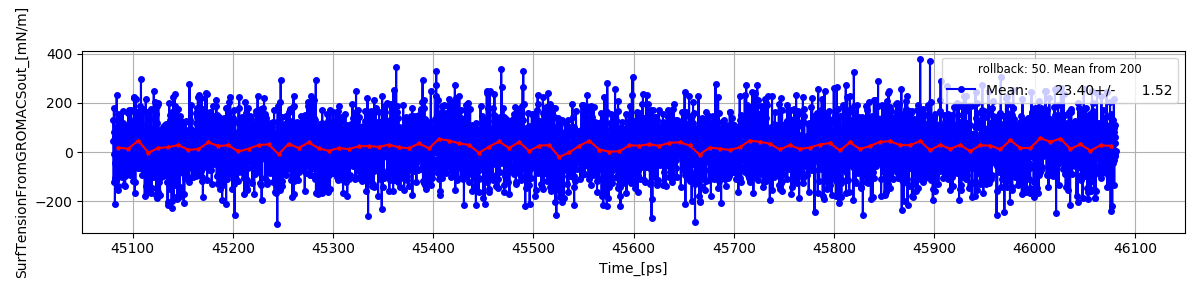 SurfTensionFromGROMACSout_[mN/m]
400
200
0
−200
rollback: 50. Mean from 200
Mean: 23.40+/- 1.52
45100 45200 45300 45400 45500 45600 45700 45800 45900 46000 46100
Time_[ps]